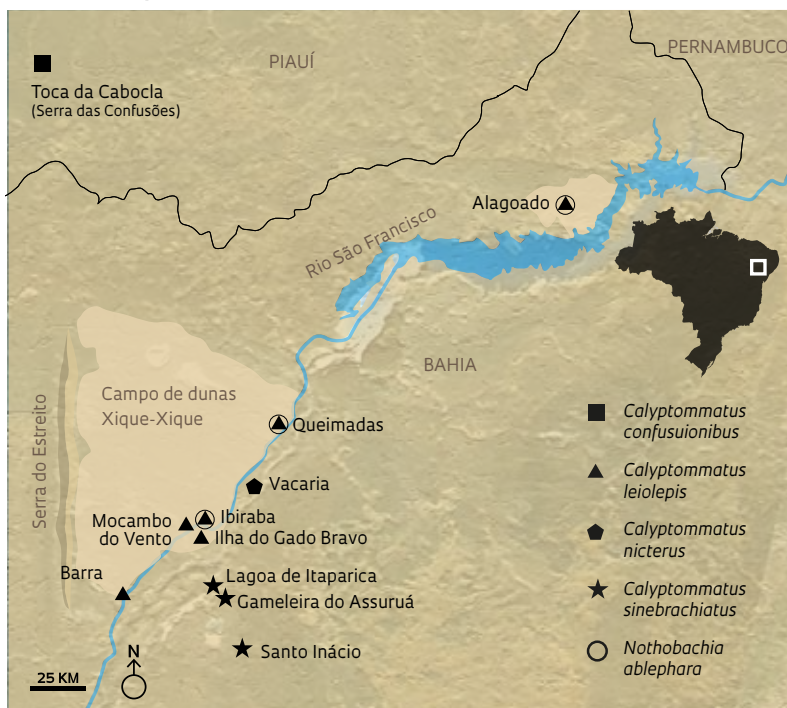 PIAUÍ
PERNAMBUCO
Toca da Cabocla
(Serra das Confusões)
Alagoado
Rio São Francisco
BAHIA
Campo de dunas
Xique-Xique
Serra do Estreito
Queimadas
Vacaria
Ibiraba
Mocambo
do Vento
Ilha do Gado Bravo
Barra
Lagoa de Itaparica
Gameleira do Assuruá
Santo Inácio
N
25 KM
Calyptommatus
confusuionibus
Calyptommatus
leiolepis
Calyptommatus
nicterus
Calyptommatus
sinebrachiatus
Nothobachia
ablephara